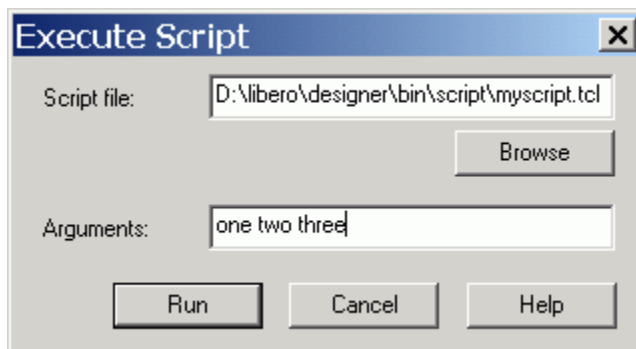 Execute Script
Script file: D:\libero\designer\bin\script\myscript.tcl
Browse
Arguments: one two three
Run Cancel Help